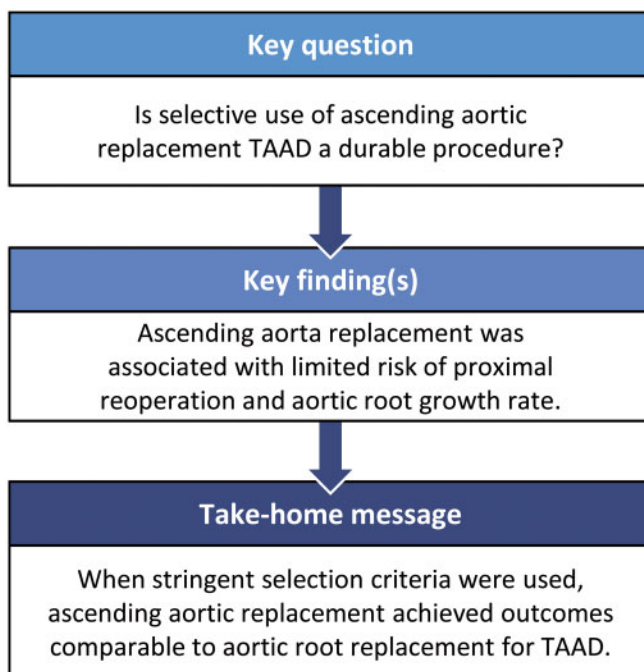 Key question
Is selective use of ascending aortic
replacement TAAD a durable procedure?
Key finding(s)
Ascending aorta replacement was
associated with limited risk of proximal
reoperation and aortic root growth rate.
Take-home message
When stringent selection criteria were used,
ascending aortic replacement achieved outcomes
comparable to aortic root replacement for TAAD.